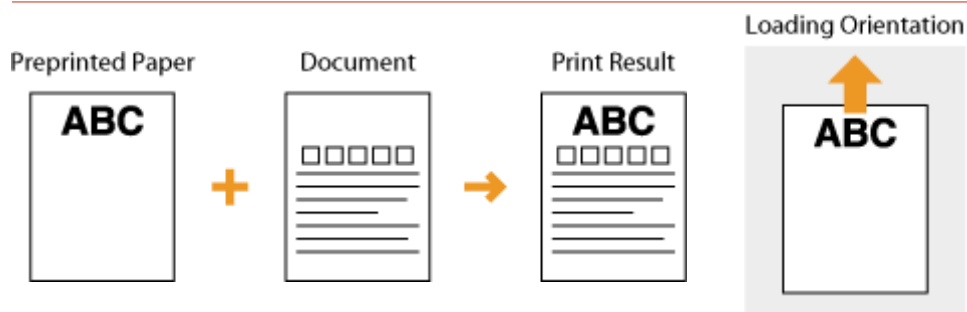 Loading Orientation
Preprinted Paper
Document
Print Result
ABC
ABC
ABC